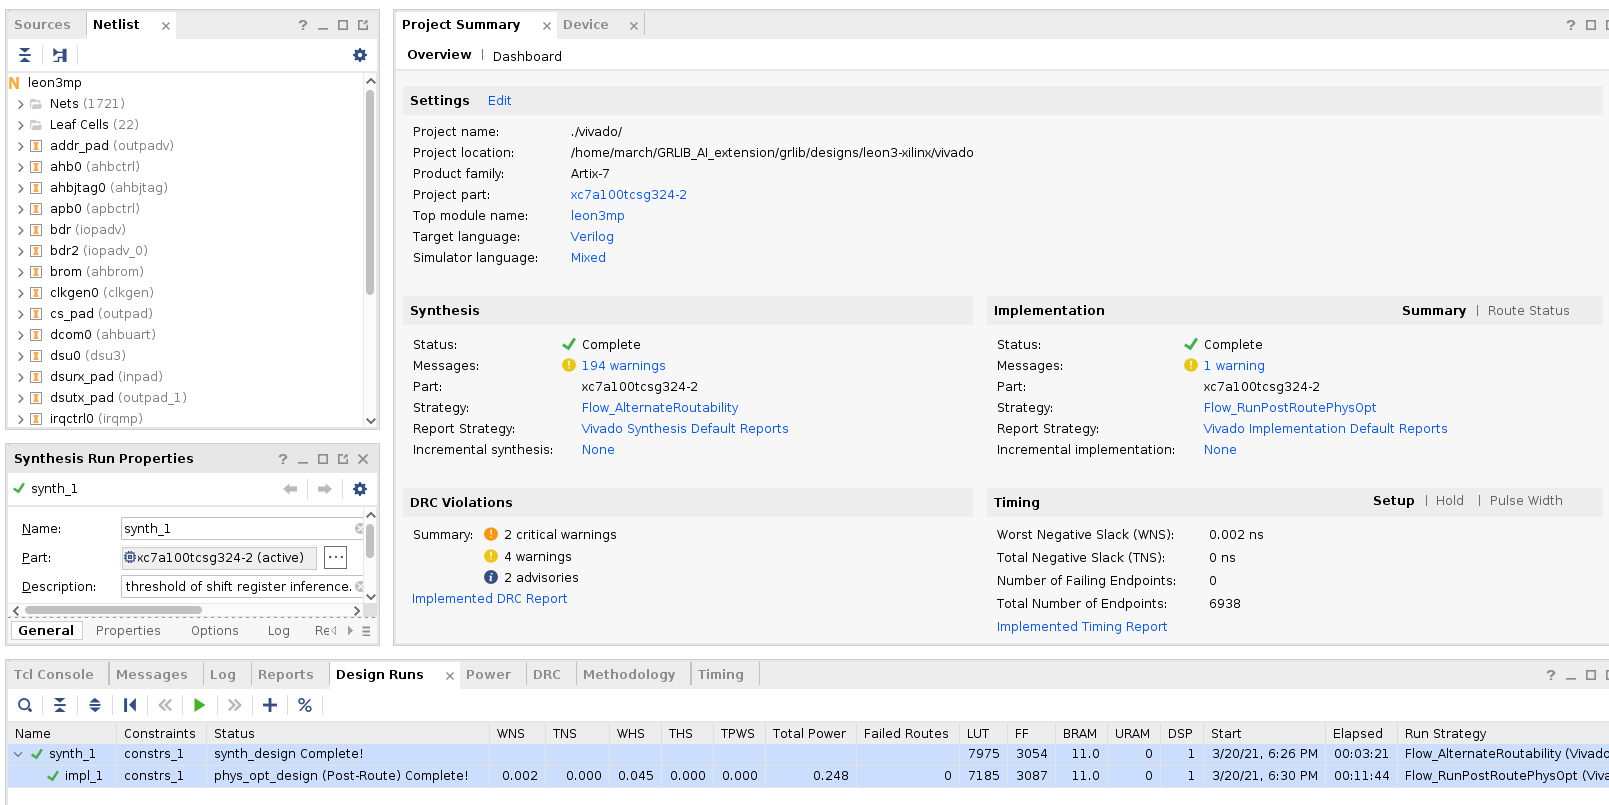 Sources
Netlist
leon3mp
Nets (1721)
Leaf Cells (22)
addr_pad (outpadv)
ahb0 (ahbctrl)
ahbjtag0 (ahbjtag)
apb0 (apbctrl)
bdr (iopadv)
bdr2 (iopadv_0)
brom (ahbrom)
clkgen0 (clkgen)
cs_pad (outpad)
dcom0 (ahbuart)
dsu0 (dsu3)
dsurx_pad (inpad)
dsutx_pad (outpad_1)
irqctrl0 (irqmp)
Synthesis Run Properties
synth_1
Name: synth_1
Part: xc7a100tcsg324-2 (active)
Description: threshold of shift register inference.
General Properties Options Log Re
Project Summary Device
Overview | Dashboard
Settings Edit
Project name: ./vivado/
Project location: /home/march/GRLIB_AI_extension/grlib/designs/leon3-xilinx/vivado
Product family: Artix-7
Project part: xc7a100tcsg324-2
Top module name: leon3mp
Target language: Verilog
Simulator language: Mixed
Synthesis
Status: Complete
Messages: 194 warnings
Part: xc7a100tcsg324-2
Strategy: Flow_AlternateRoutability
Report Strategy: Vivado Synthesis Default Reports
Incremental synthesis: None
Implementation Summary | Route Status
Status: Complete
Messages: 1 warning
Part: xc7a100tcsg324-2
Strategy: Flow_RunPostRoutePhysOpt
Report Strategy: Vivado Implementation Default Reports
Incremental implementation: None
DRC Violations
Summary: 2 critical warnings
4 warnings
2 advisories
Implemented DRC Report
Timing Setup | Hold | Pulse Width
Worst Negative Slack (WNS): 0.002 ns
Total Negative Slack (TNS): 0 ns
Number of Failing Endpoints: 0
Total Number of Endpoints: 6938
Implemented Timing Report
Tcl Console Messages Log Reports Design Runs Power DRC Methodology Timing
Name Constraints Status WNS TNS WHS THS TPWS Total Power Failed Routes LUT FF BRAM URAM DSP Start Elapsed Run Strategy
synth_1 constrs_1 synth_design Complete! 7975 3054 11.0 0 1 3/20/21, 6:26 PM 00:03:21 Flow_AlternateRoutability (Vivado
impl_1 constrs_1 phys_opt_design (Post-Route) Complete! 0.002 0.000 0.045 0.000 0.000 0.248 0 7185 3087 11.0 0 1 3/20/21, 6:30 PM 00:11:44 Flow_RunPostRoutePhysOpt (Viva